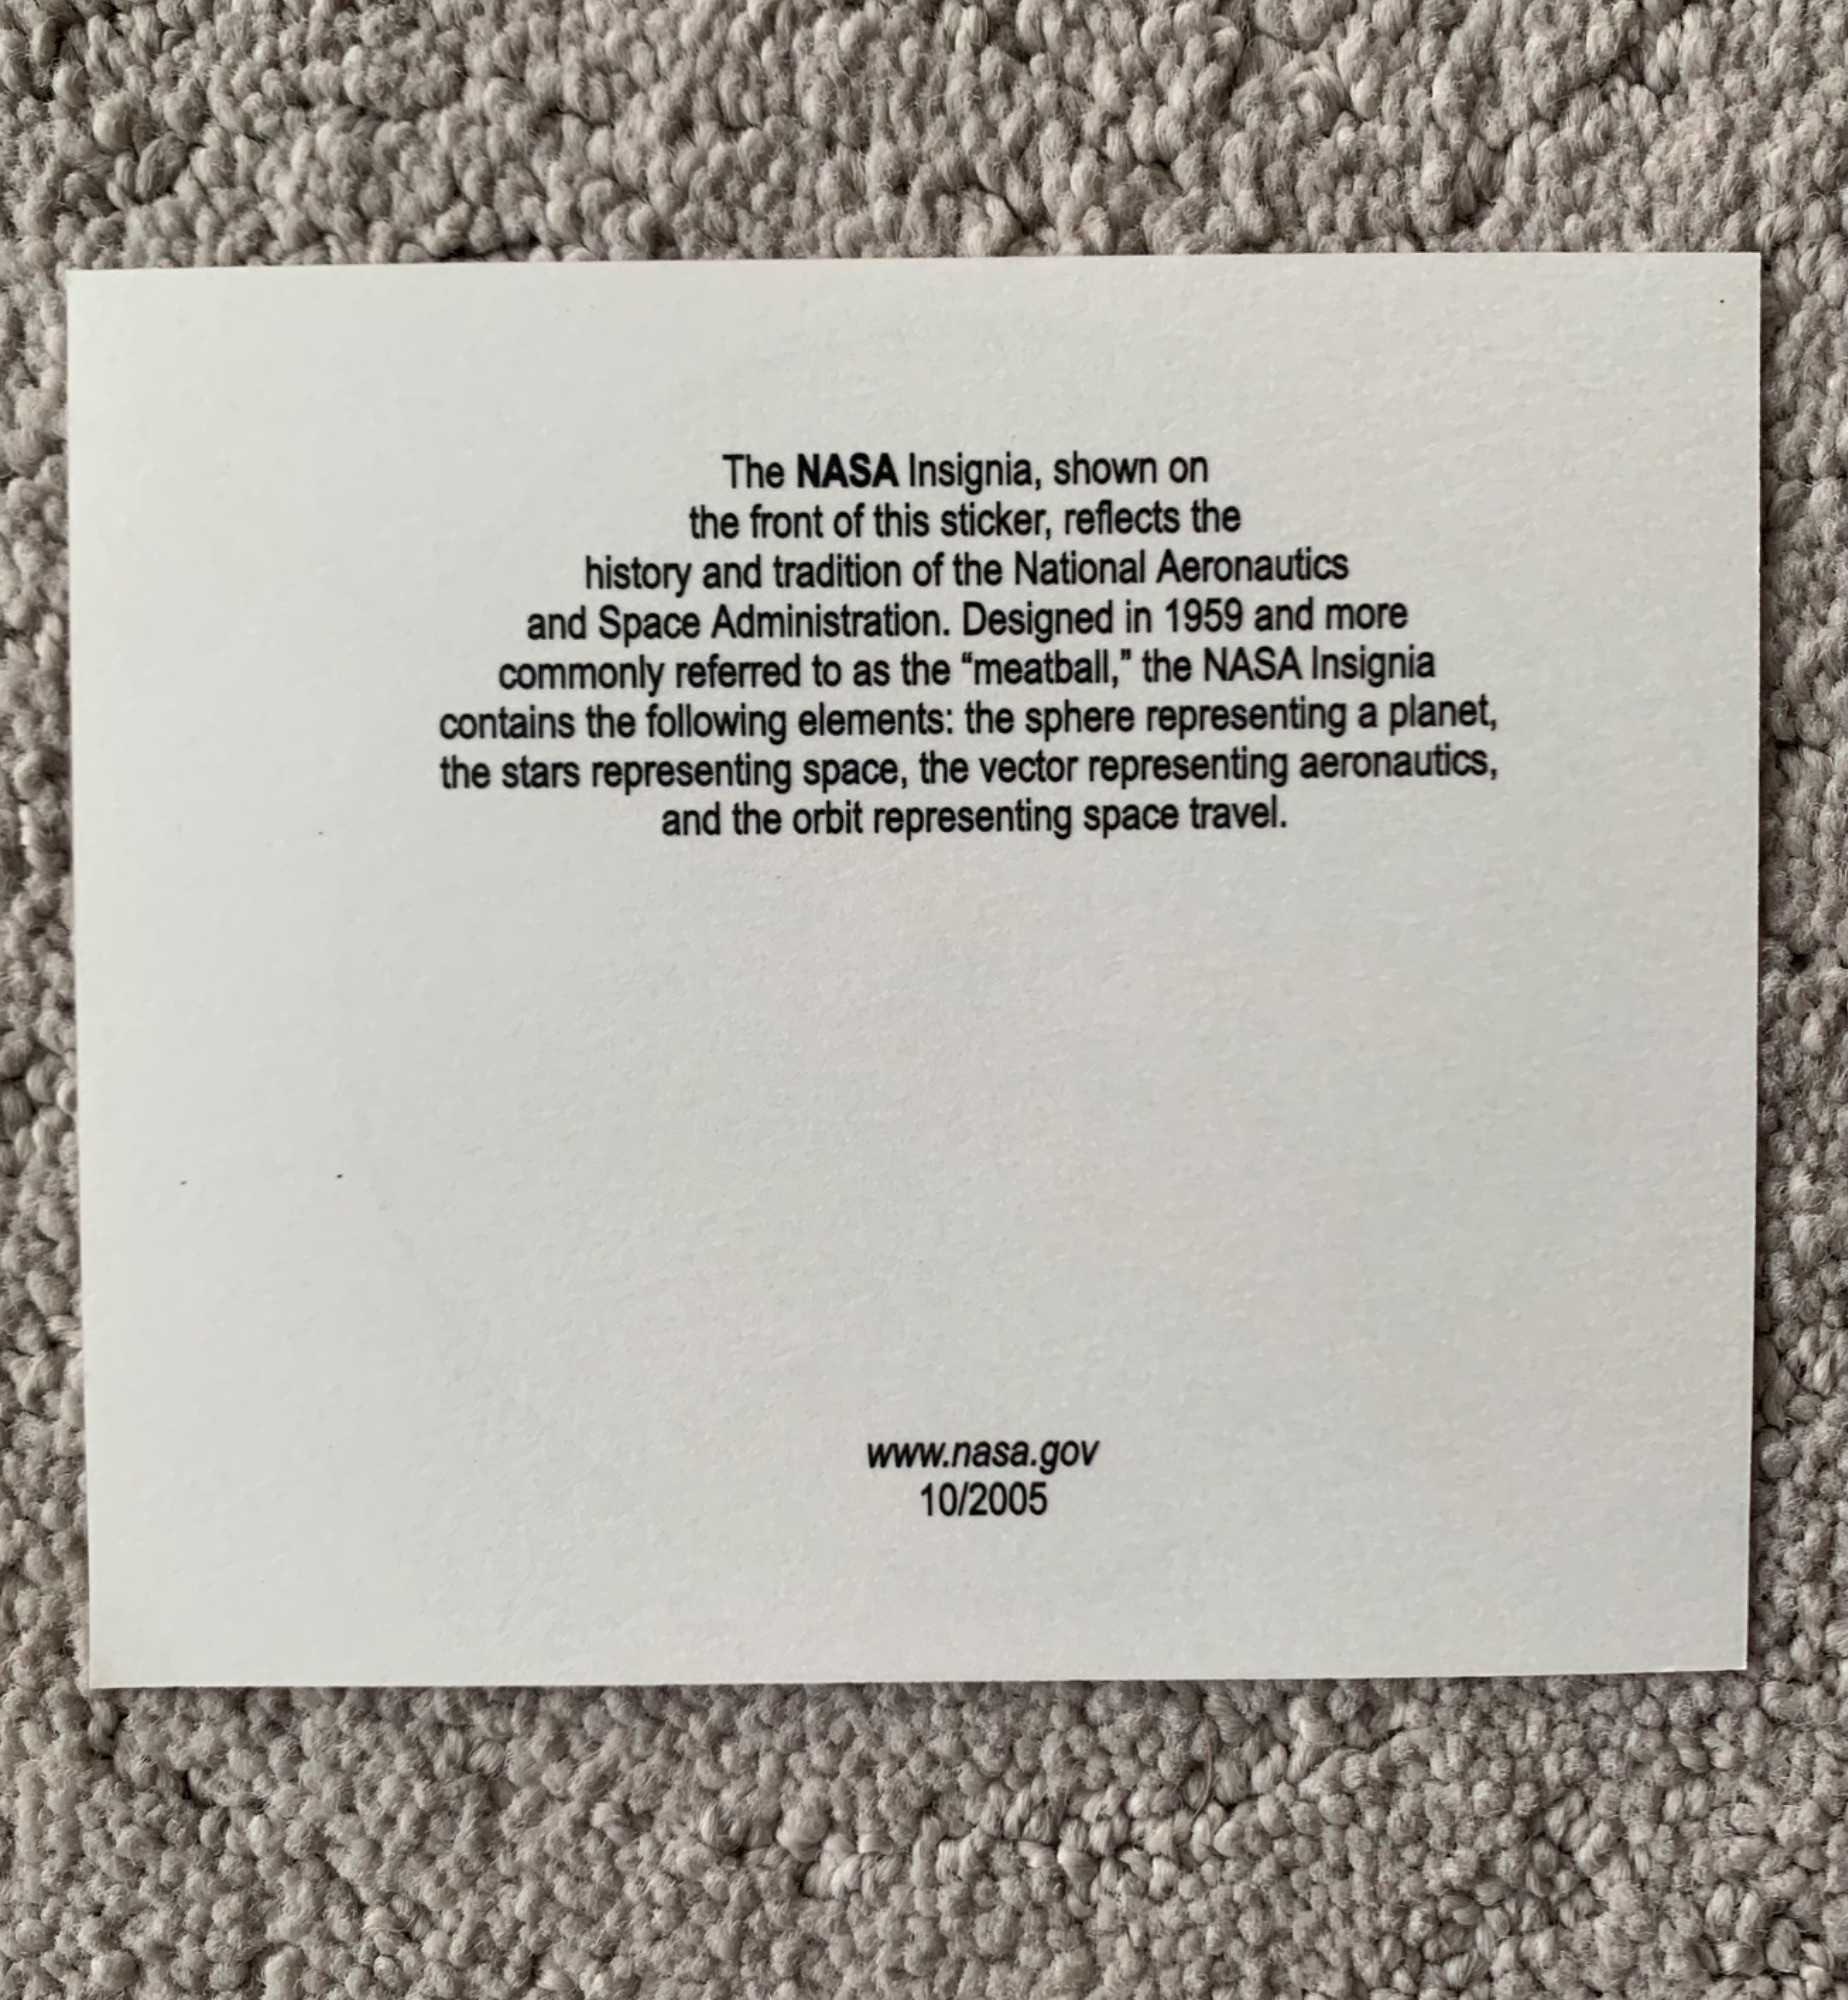 The NASA Insignia, shown on
the front of this sticker, reflects the
history and tradition of the National Aeronautics
and Space Administration. Designed in 1959 and more
commonly referred to as the “meatball,” the NASA Insignia
contains the following elements: the sphere representing a planet,
the stars representing space, the vector representing aeronautics,
and the orbit representing space travel.
www.nasa.gov
10/2005